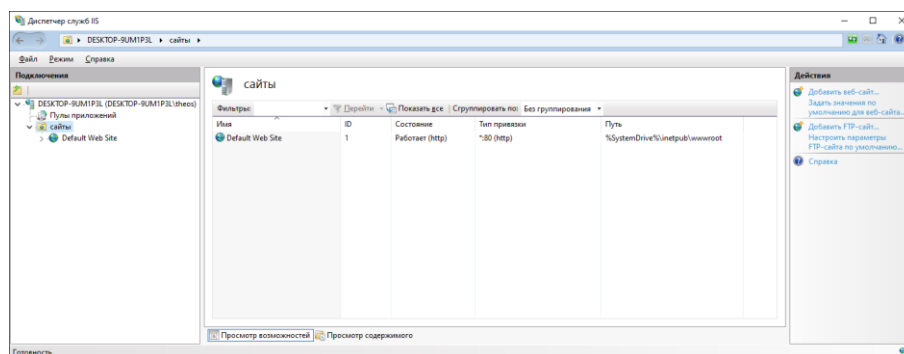 Диспетчер служб IIS
DESKTOP-9UM1P3L ▸ сайты ▸
Файл Режим Справка
Подключения
DESKTOP-9UM1P3L (DESKTOP-9UM1P3L\theos)
Пулы приложений
сайты
Default Web Site
сайты
Фильтры: Перейти Показать все Сгруппировать по: Без группирования
Имя ID Состояние Тип привязки Путь
Default Web Site 1 Работает (http) *:80 (http) %SystemDrive%\inetpub\wwwroot
Просмотр возможностей Просмотр содержимого
Действия
Добавить веб-сайт...
Задать значения по
умолчанию для веб-сайта...
Добавить FTP-сайт...
Настроить параметры
FTP-сайта по умолчанию...
Справка
Готовность